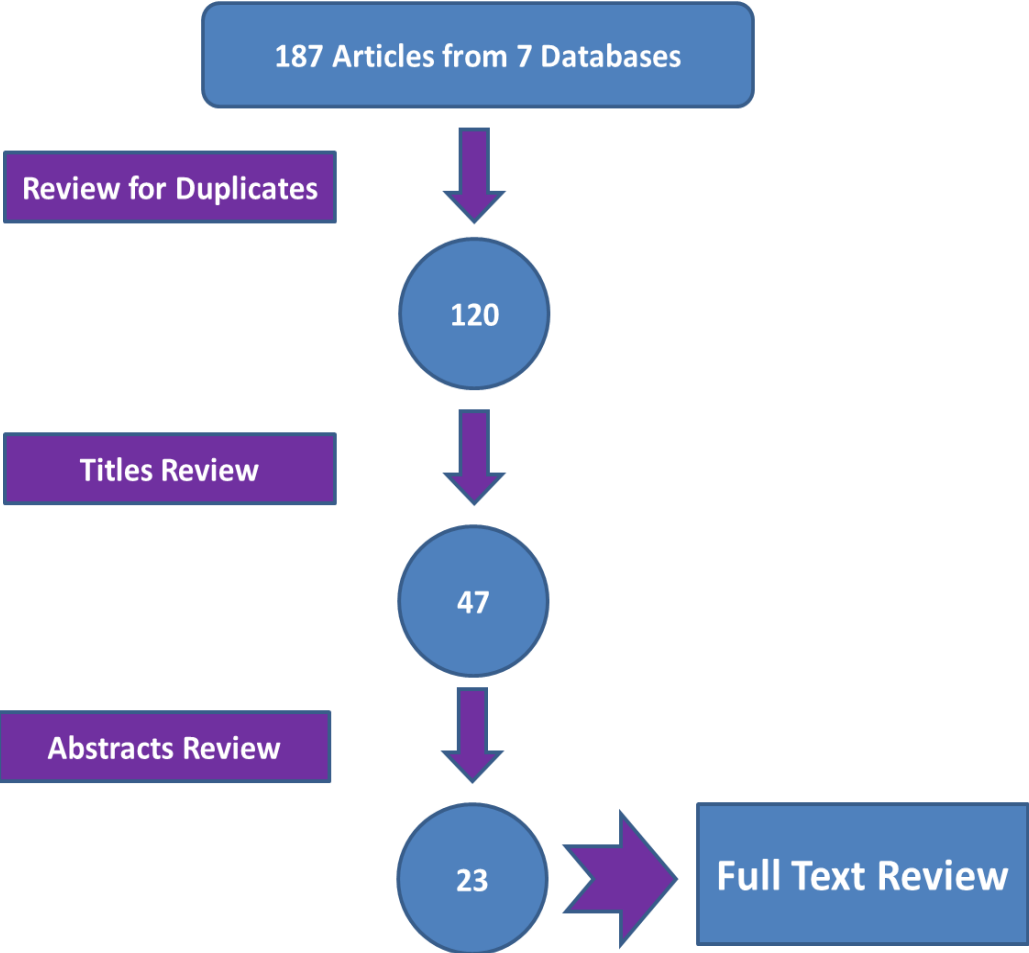 187 Articles from 7 Databases
Review for Duplicates
120
Titles Review
47
Abstracts Review
23
Full Text Review